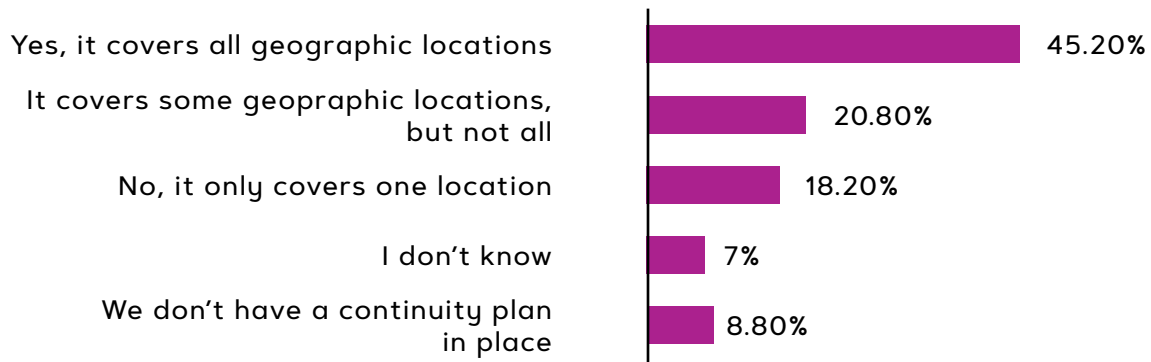 Yes, it covers all geographic locations
45.20%
It covers some geopraphic locations,
but not all
20.80%
No, it only covers one location
18.20%
I don't know
7%
We don't have a continuity plan
in place
8.80%